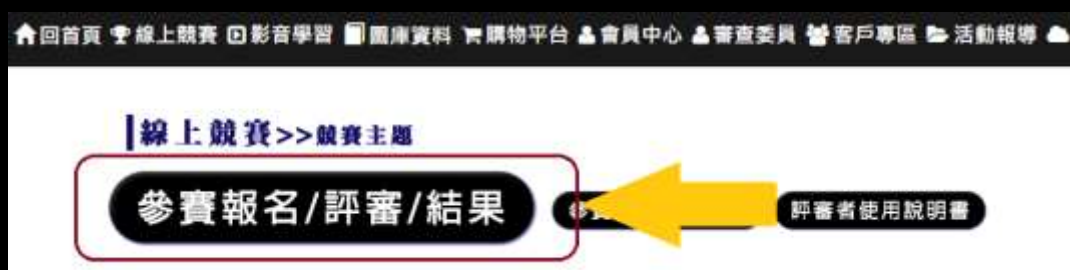 回首頁 線上競賽 影音學習 圖庫資料 購物平台 會員中心 審查委員 客戶專區 活動報導
線上競賽>>競賽主題
參賽報名/評審/結果 參 評審者使用說明書